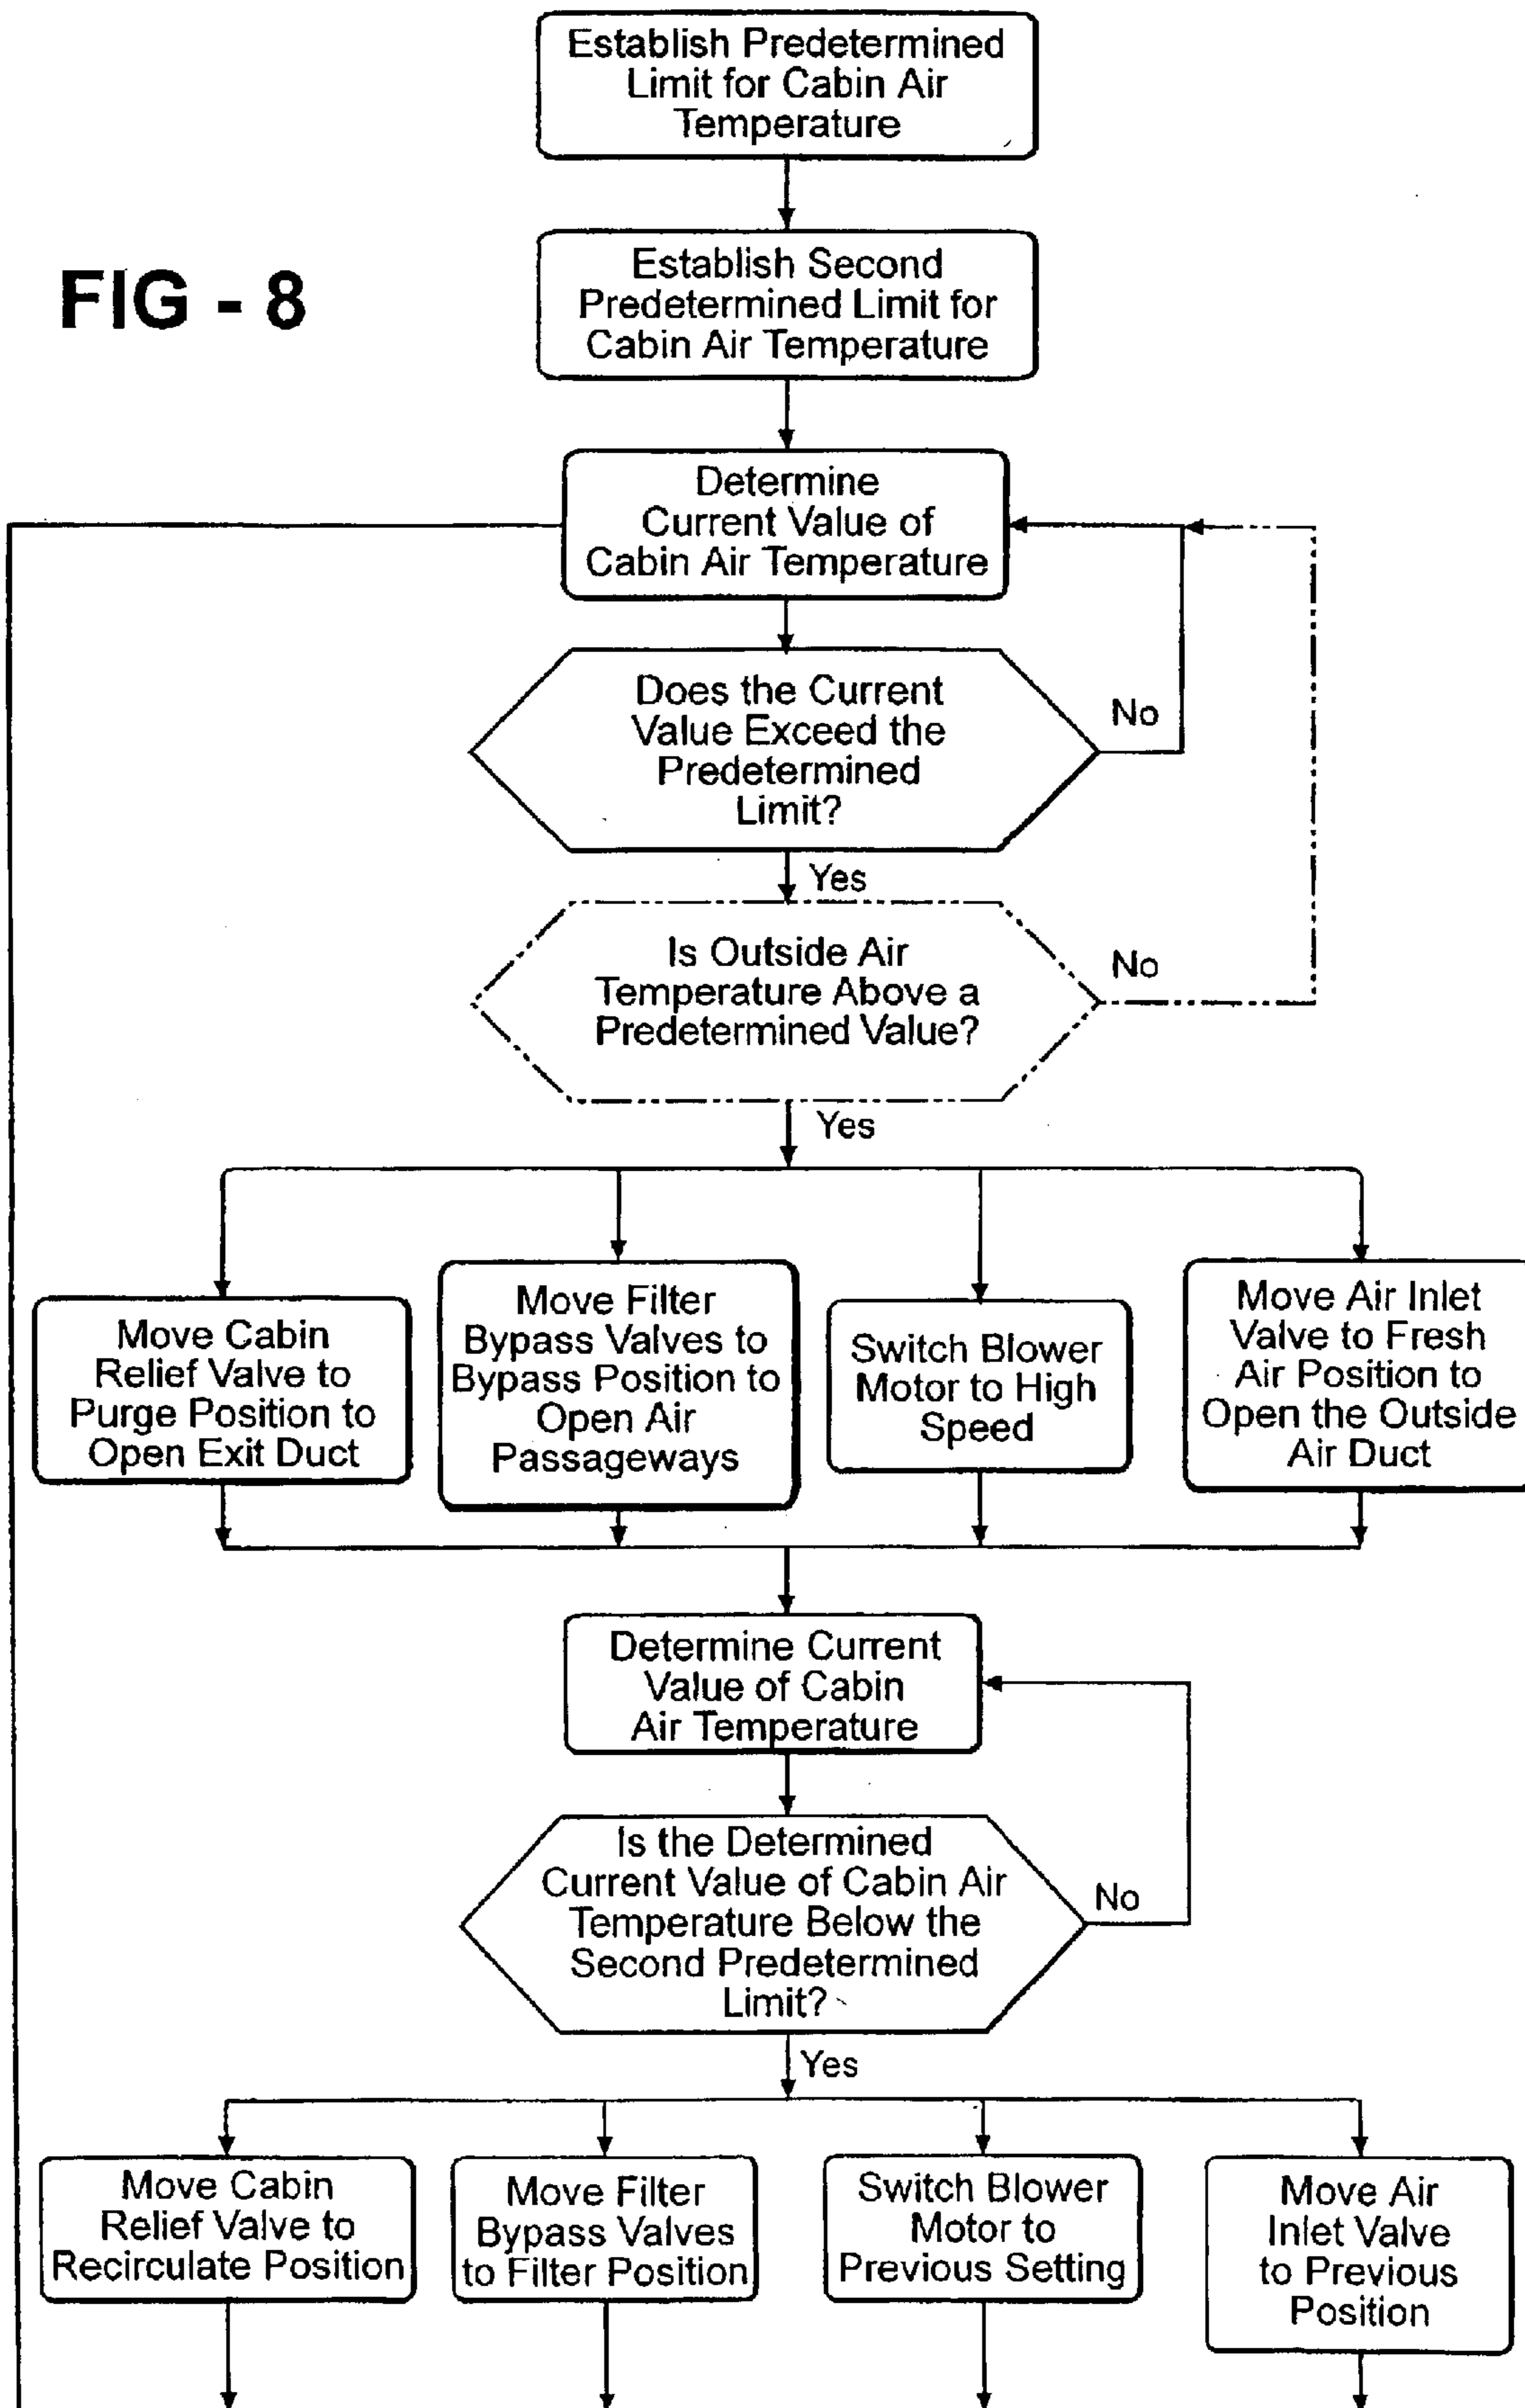 Establish Predetermined
Limit for Cabin Air
Temperature
FIG - 8
Establish Second
Predetermined Limit for
Cabin Air Temperature
Determine
Current Value of
Cabin Air Temperature
Does the Current
Value Exceed the
Predetermined
Limit?
No
Yes
Is Outside Air
Temperature Above a
Predetermined Value?
No
Yes
Move Cabin
Relief Valve to
Purge Position to
Open Exit Duct
Move Filter
Bypass Valves to
Bypass Position to
Open Air
Passageways
Switch Blower
Motor to High
Speed
Move Air Inlet
Valve to Fresh
Air Position to
Open the Outside
Air Duct
Determine Current
Value of Cabin
Air Temperature
Is the Determined
Current Value of Cabin Air
Temperature Below the
Second Predetermined
Limit?
No
Yes
Move Cabin
Relief Valve to
Recirculate Position
Move Filter
Bypass Valves
to Filter Position
Switch Blower
Motor to
Previous Setting
Move Air
Inlet Valve
to Previous
Position